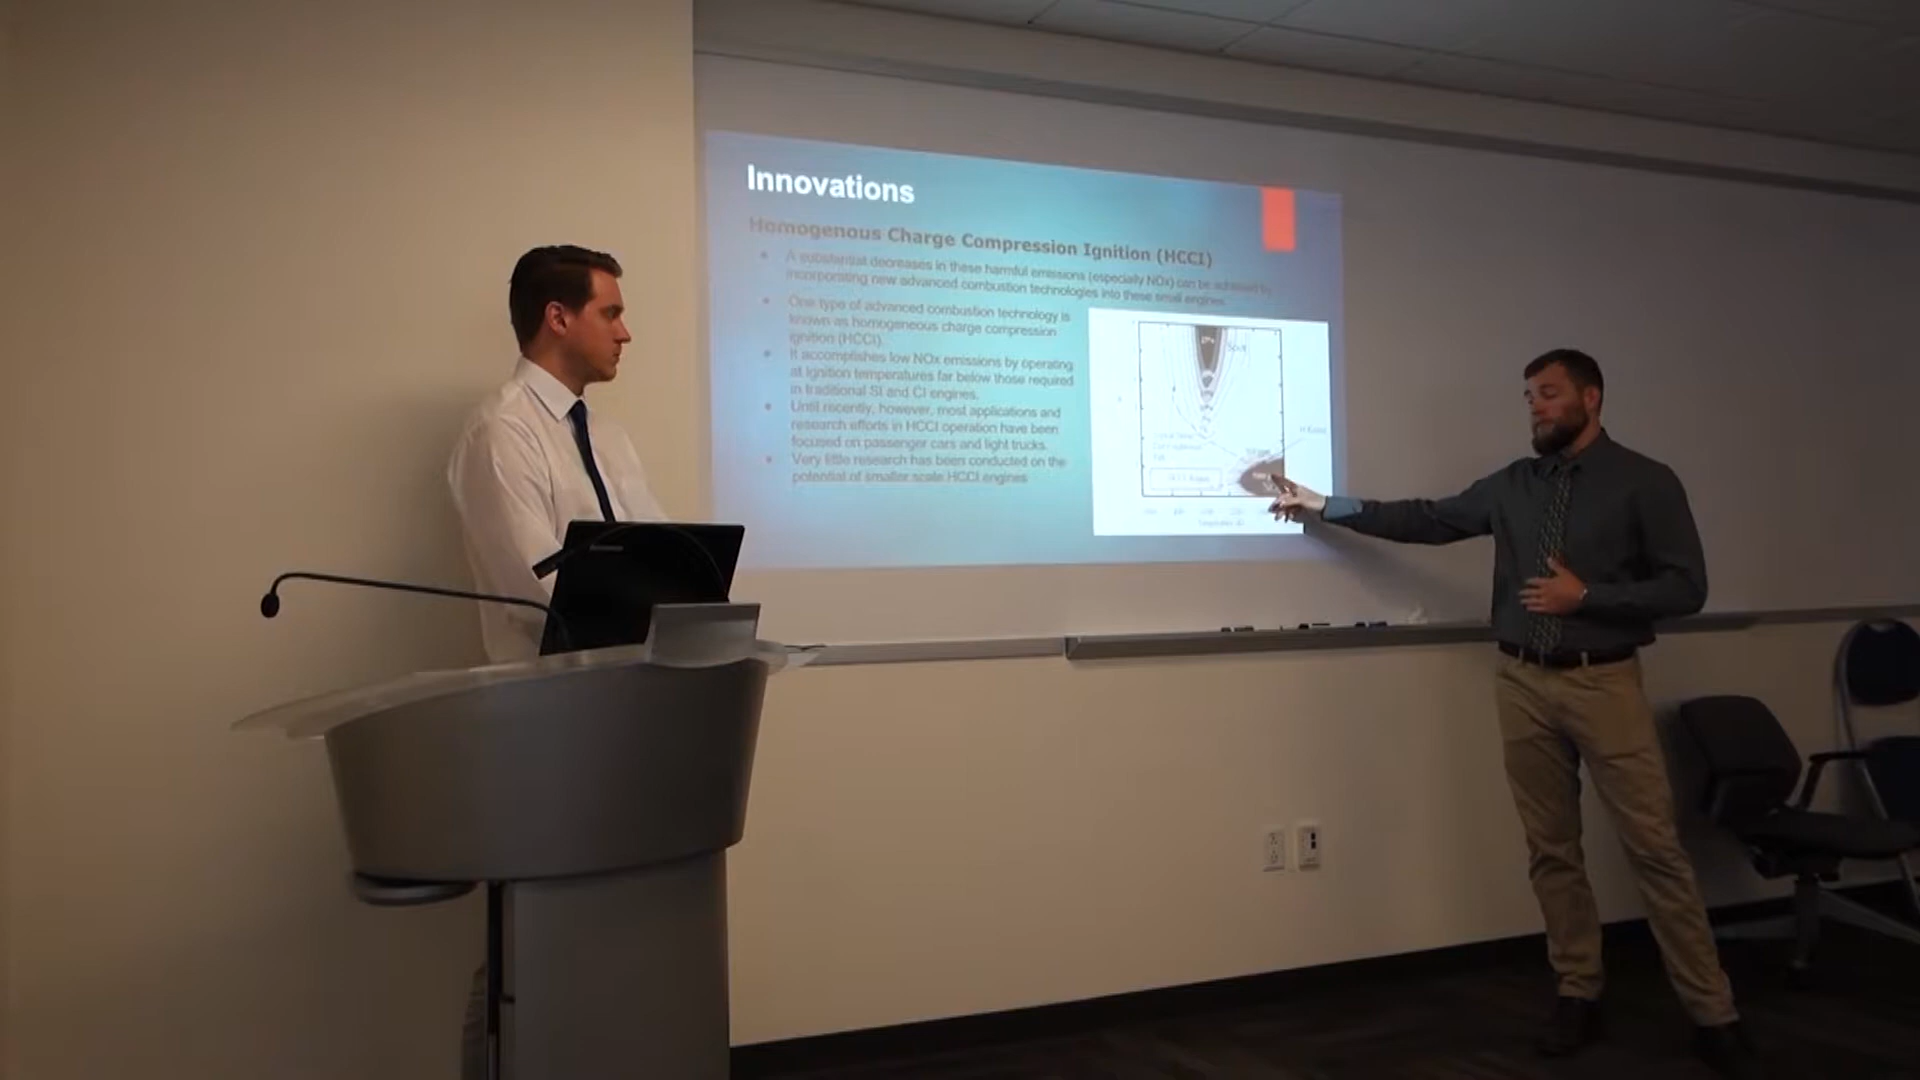 Innovations
Homogenous Charge Compression Ignition (HCCI)
A substantial decreases in these harmful emissions (especially NOx) can be achieved by
incorporating new advanced combustion technologies into these small engines.
One type of advanced combustion technology is
known as homogeneous charge compression
ignition (HCCI).
It accomplishes low NOx emissions by operating
at ignition temperatures far below those required
in traditional SI and CI engines.
Until recently, however, most applications and
research efforts in HCCI operation have been
focused on passenger cars and light trucks.
Very little research has been conducted on the
potential of smaller scale HCCI engines
Soot